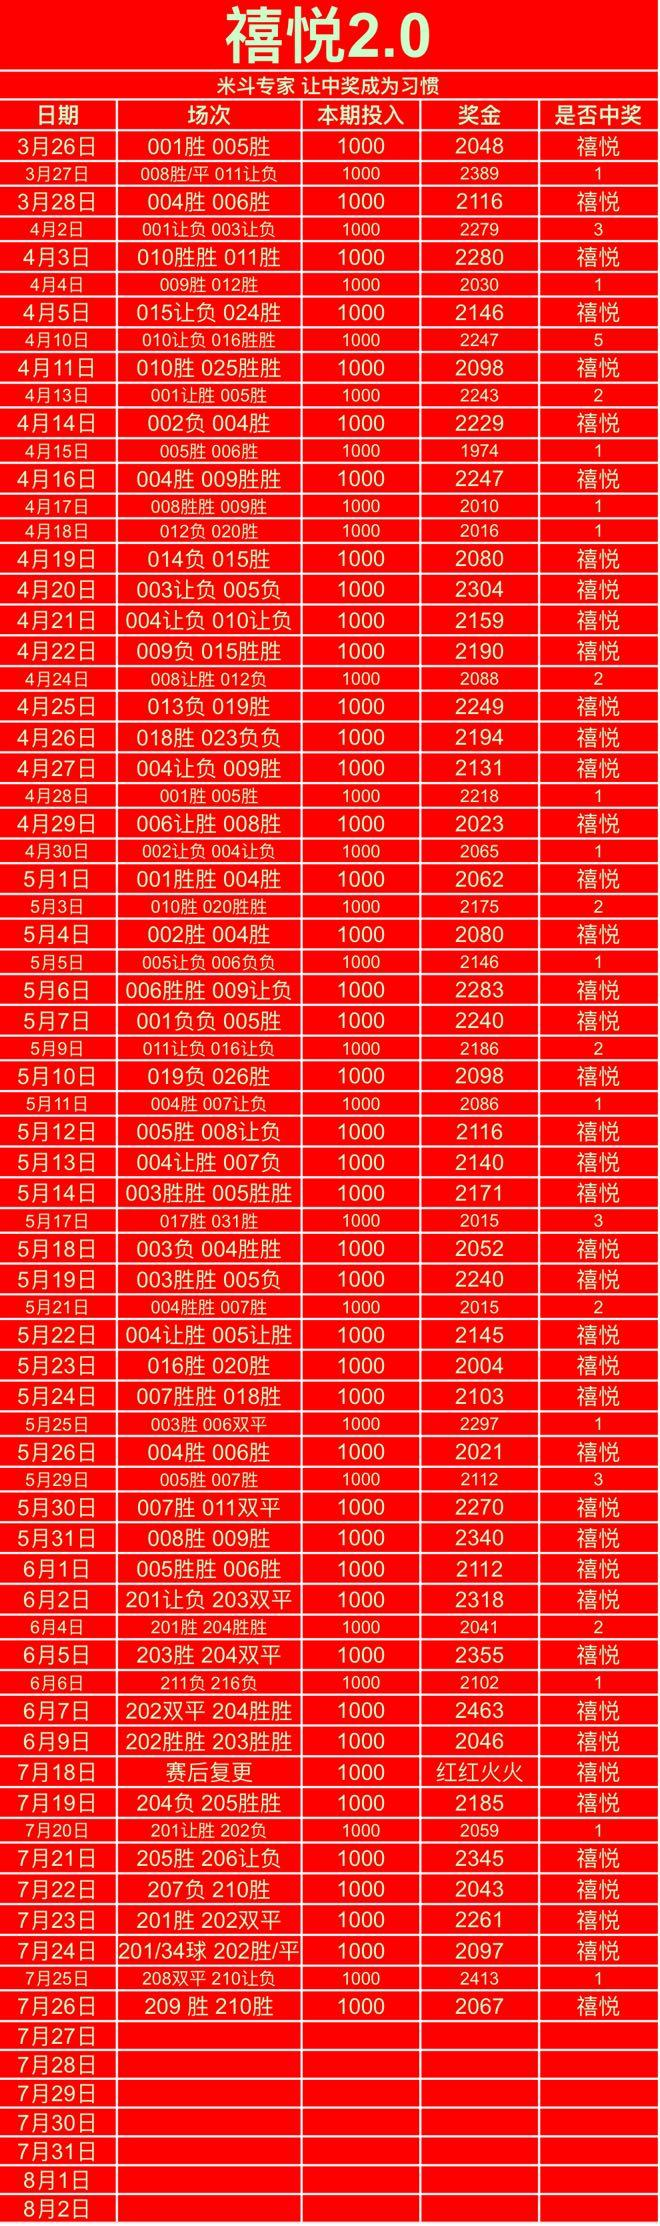 禧悦2.0
米斗专家 让中奖成为习惯
日期 场次 本期投入 奖金 是否中奖
3月26日 001胜 005胜 1000 2048 禧悦
3月27日 008胜/平 011让负 1000 2389 1
3月28日 004胜 006胜 1000 2116 禧悦
4月2日 001让负 003让负 1000 2279 3
4月3日 010胜胜 011胜 1000 2280 禧悦
4月4日 009胜 012胜 1000 2030 1
4月5日 015让负 024胜 1000 2146 禧悦
4月10日 010让负 016胜胜 1000 2247 5
4月11日 010胜 025胜胜 1000 2098 禧悦
4月13日 001让胜 005胜 1000 2243 2
4月14日 002负 004胜 1000 2229 禧悦
4月15日 005胜 006胜 1000 1974 1
4月16日 004胜 009胜胜 1000 2247 禧悦
4月17日 008胜胜 009胜 1000 2010 1
4月18日 012负 020胜 1000 2016 1
4月19日 014负 015胜 1000 2080 禧悦
4月20日 003让负 005负 1000 2304 禧悦
4月21日 004让负 010让负 1000 2159 禧悦
4月22日 009负 015胜胜 1000 2190 禧悦
4月24日 008让胜 012负 1000 2088 2
4月25日 013负 019胜 1000 2249 禧悦
4月26日 018胜 023负负 1000 2194 禧悦
4月27日 004让负 009胜 1000 2131 禧悦
4月28日 001胜 005胜 1000 2218 1
4月29日 006让胜 008胜 1000 2023 禧悦
4月30日 002让负 004让负 1000 2065 1
5月1日 001胜胜 004胜 1000 2062 禧悦
5月3日 010胜 020胜胜 1000 2175 2
5月4日 002胜 004胜 1000 2080 禧悦
5月5日 005让负 006负负 1000 2146 1
5月6日 006胜胜 009让负 1000 2283 禧悦
5月7日 001负负 005胜 1000 2240 禧悦
5月9日 011让负 016让负 1000 2186 2
5月10日 019负 026胜 1000 2098 禧悦
5月11日 004胜 007让负 1000 2086 1
5月12日 005胜 008让负 1000 2116 禧悦
5月13日 004让胜 007负 1000 2140 禧悦
5月14日 003胜胜 005胜胜 1000 2171 禧悦
5月17日 017胜 031胜 1000 2015 3
5月18日 003负 004胜胜 1000 2052 禧悦
5月19日 003胜胜 005负 1000 2240 禧悦
5月21日 004胜胜 007胜 1000 2015 2
5月22日 004让胜 005让胜 1000 2145 禧悦
5月23日 016胜 020胜 1000 2004 禧悦
5月24日 007胜胜 018胜 1000 2103 禧悦
5月25日 003胜 006双平 1000 2297 1
5月26日 004胜 006胜 1000 2021 禧悦
5月29日 005胜 007胜 1000 2112 3
5月30日 007胜 011双平 1000 2270 禧悦
5月31日 008胜 009胜 1000 2340 禧悦
6月1日 005胜胜 006胜 1000 2112 禧悦
6月2日 201让负 203双平 1000 2318 禧悦
6月4日 201胜 204胜胜 1000 2041 2
6月5日 203胜 204双平 1000 2355 禧悦
6月6日 211负 216负 1000 2102 1
6月7日 202双平 204胜胜 1000 2463 禧悦
6月9日 202胜胜 203胜胜 1000 2046 禧悦
7月18日 赛后复更 1000 红红火火 禧悦
7月19日 204负 205胜胜 1000 2185 禧悦
7月20日 201让胜 202负 1000 2059 1
7月21日 205胜 206让负 1000 2345 禧悦
7月22日 207负 210胜 1000 2043 禧悦
7月23日 201胜 202双平 1000 2261 禧悦
7月24日 201/34球 202胜/平 1000 2097 禧悦
7月25日 208双平 210让负 1000 2413 1
7月26日 209 胜 210胜 1000 2067 禧悦
7月27日
7月28日
7月29日
7月30日
7月31日
8月1日
8月2日